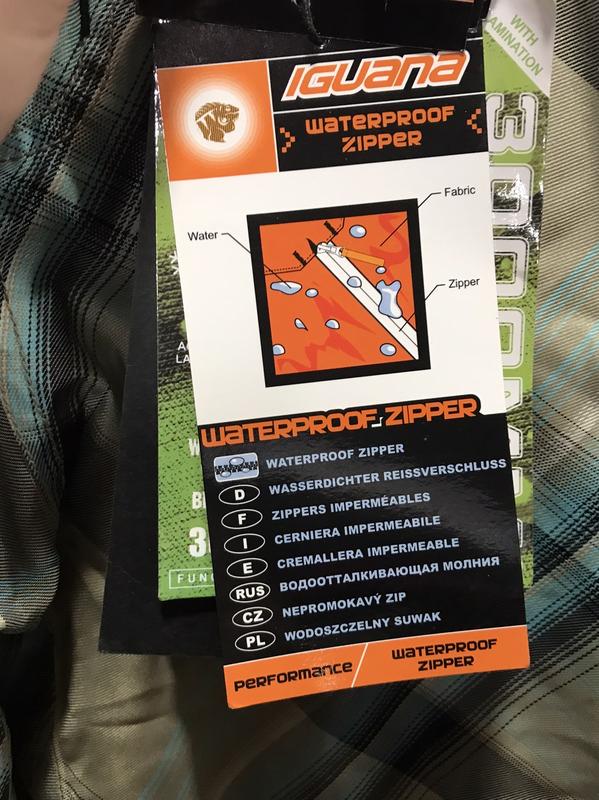 IGUANA
WATERPROOF
ZIPPER
Fabric
Water
Zipper
WATERPROOF ZIPPER
WATERPROOF ZIPPER
D WASSERDICHTER REISSVERSCHLUSS
F ZIPPERS IMPERMÉABLES
I CERNIERA IMPERMEABILE
E CREMALLERA IMPERMEABLE
RUS ВОДООТТАЛКИВАЮЩАЯ МОЛНИЯ
CZ NEPROMOKAVÝ ZIP
PL WODOSZCZELNY SUWAK
PERFORMANCE
WATERPROOF
ZIPPER
WITH